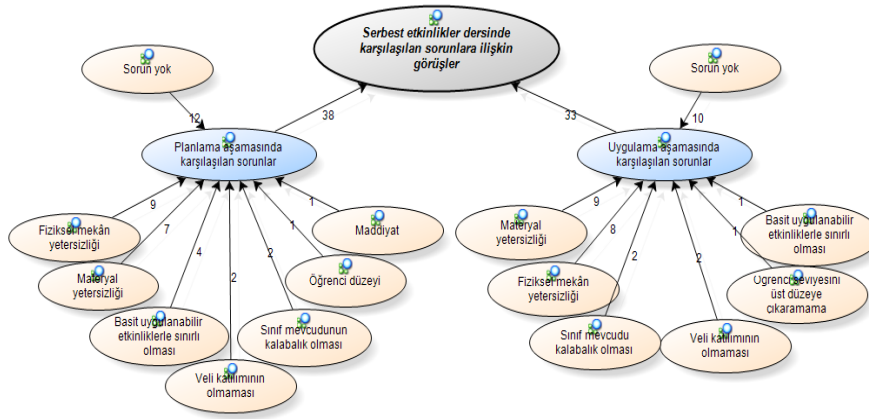 Serbest etkinlikler dersinde
karşılaşılan sorunlara ilişkin
görüşler
Sorun yok
Sorun yok
12
38
33
10
Planlama aşamasında
karşılaşılan sorunlar
Uygulama aşamasında
karşılaşılan sorunlar
9
7
4
2
2
1
1
9
8
2
2
1
1
Fiziksel mekân
yetersizliği
Materyal
yetersizliği
Basit uygulanabilir
etkinliklerle sınırlı
olması
Veli katılımının
olmaması
Sınıf mevcudunun
kalabalık olması
Öğrenci düzeyi
Maddiyat
Materyal
yetersizliği
Fiziksel mekân
yetersizliği
Sınıf mevcudu
kalabalık olması
Veli katılımının
olmaması
Öğrenci seviyesini
üst düzeye
çıkaramama
Basit uygulanabilir
etkinliklerle sınırlı
olması